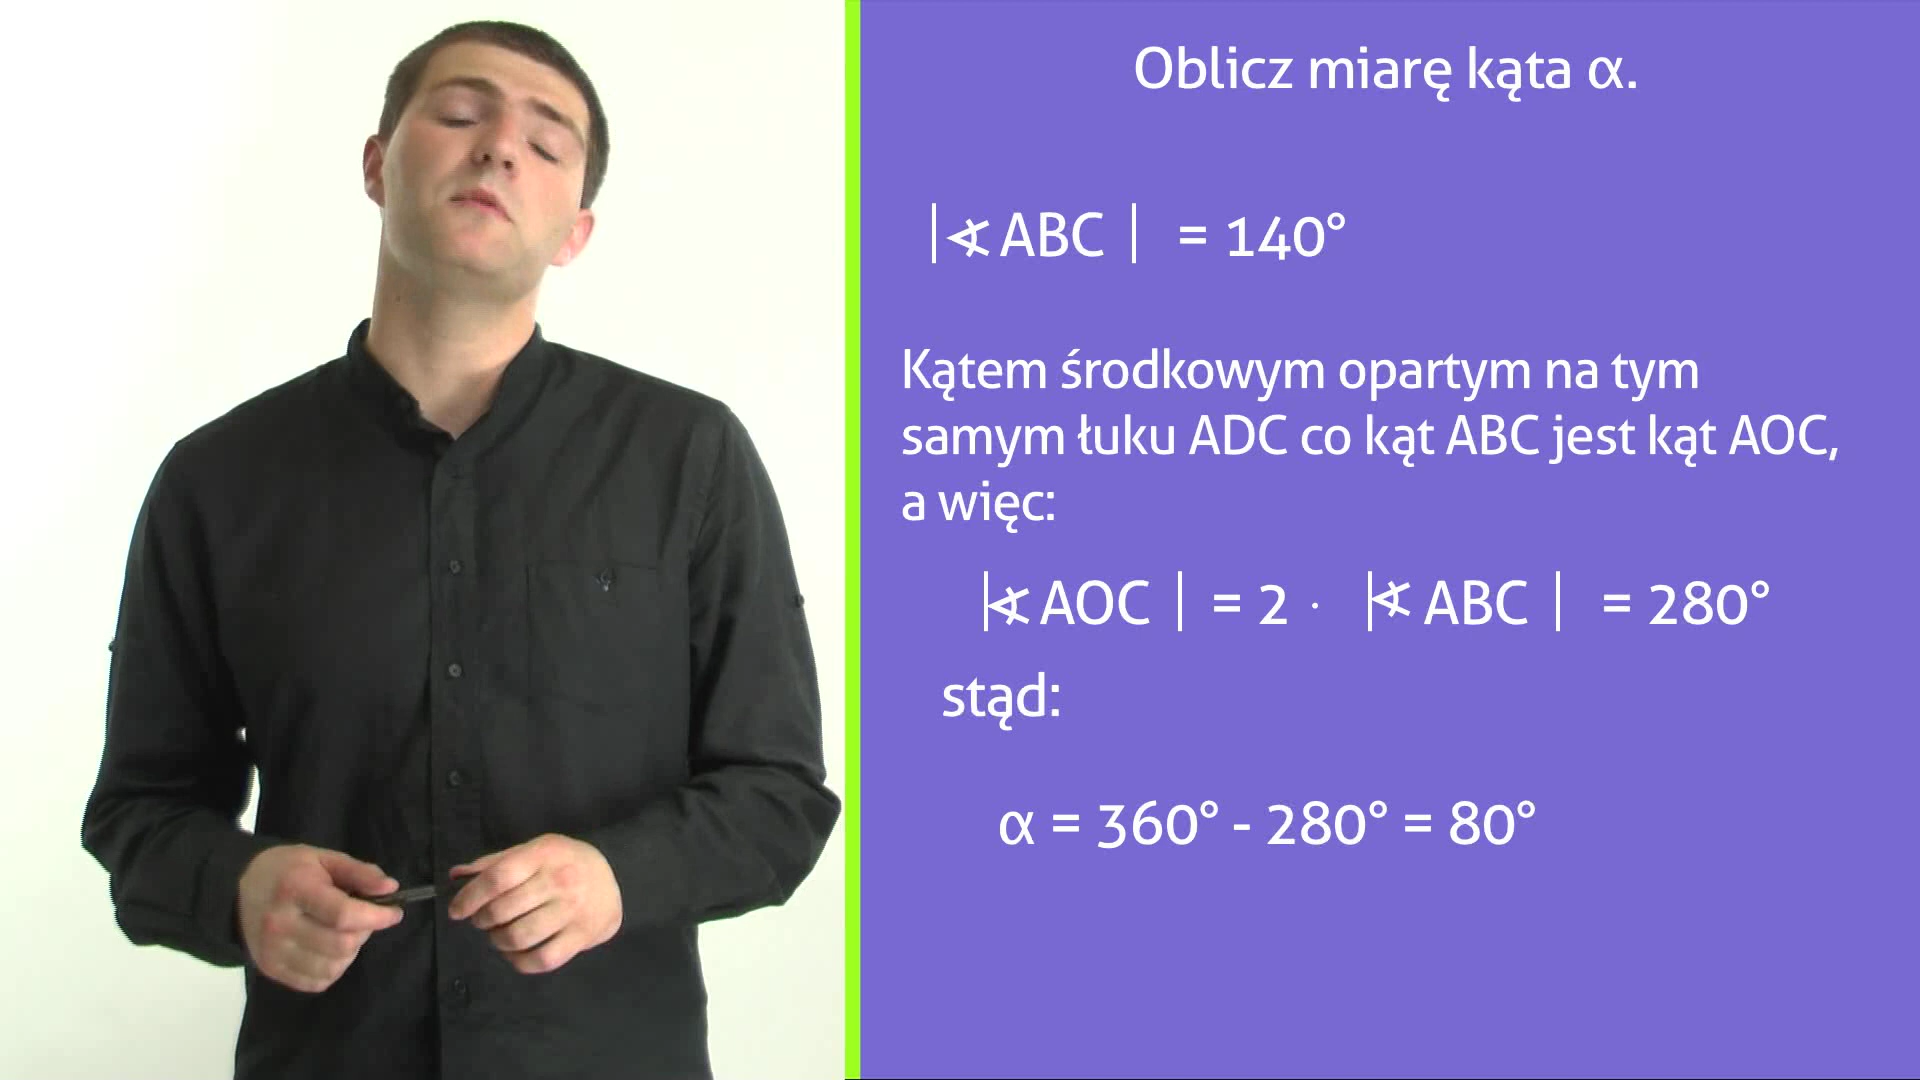 Oblicz miarę kąta α.
|∢ABC| = 140°
Kątem środkowym opartym na tym
samym łuku ADC co kąt ABC jest kąt AOC,
a więc:
|∢AOC| = 2 · |∢ABC| = 280°
stąd:
α = 360° - 280° = 80°